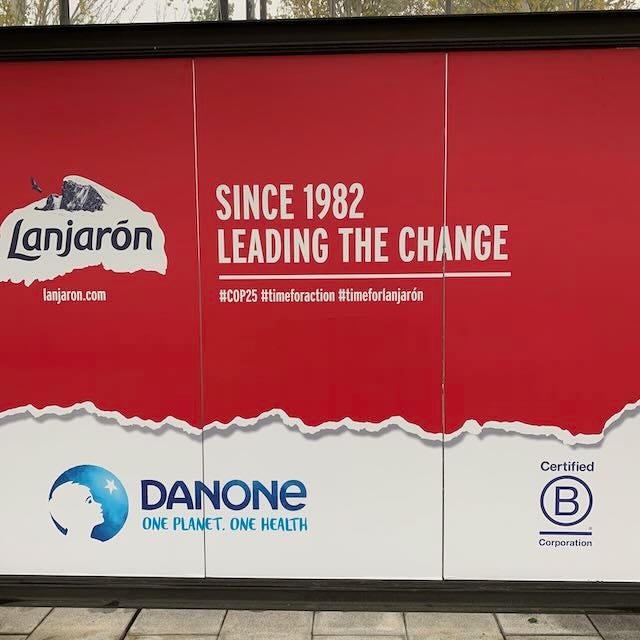 Lanjarón
lanjaron.com
SINCE 1982
LEADING THE CHANGE
#COP25 #timeforaction #timeforlanjarón
DANONE
ONE PLANET. ONE HEALTH
Certified
B
Corporation